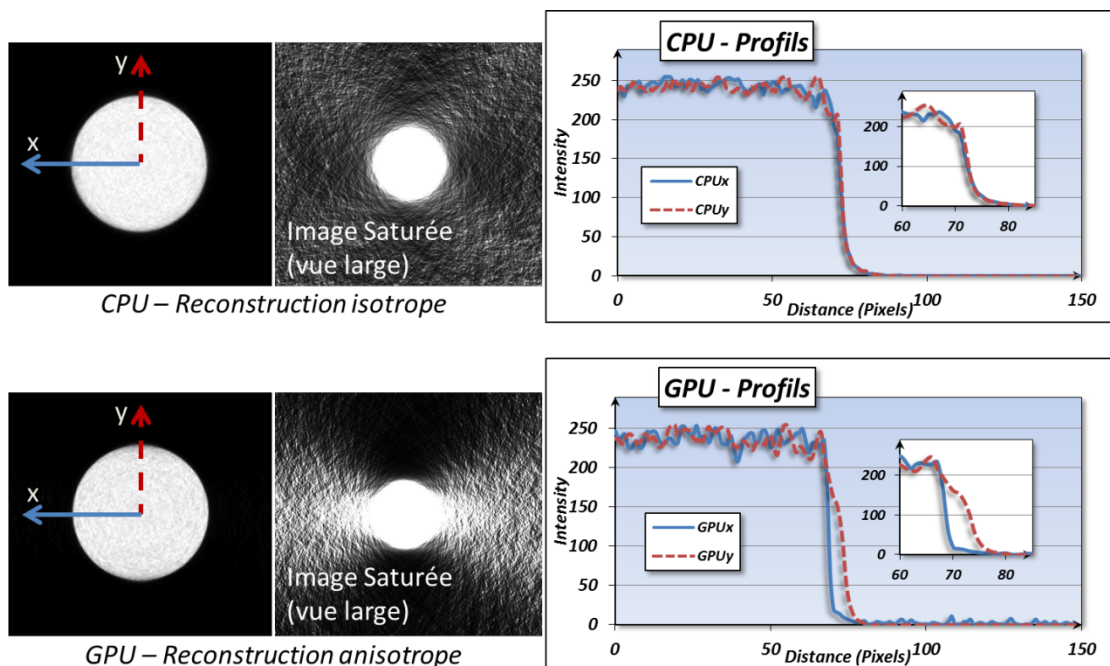 y
x
Image Saturée
(vue large)
CPU – Reconstruction isotrope
CPU - Profils
Intensity
250
200
150
100
50
0
0
50
100
150
Distance (Pixels)
CPUx
CPUy
200
100
0
60
70
80
y
x
Image Saturée
(vue large)
GPU – Reconstruction anisotrope
GPU - Profils
Intensity
250
200
150
100
50
0
0
50
100
150
Distance (Pixels)
GPUx
GPUy
200
100
0
60
70
80